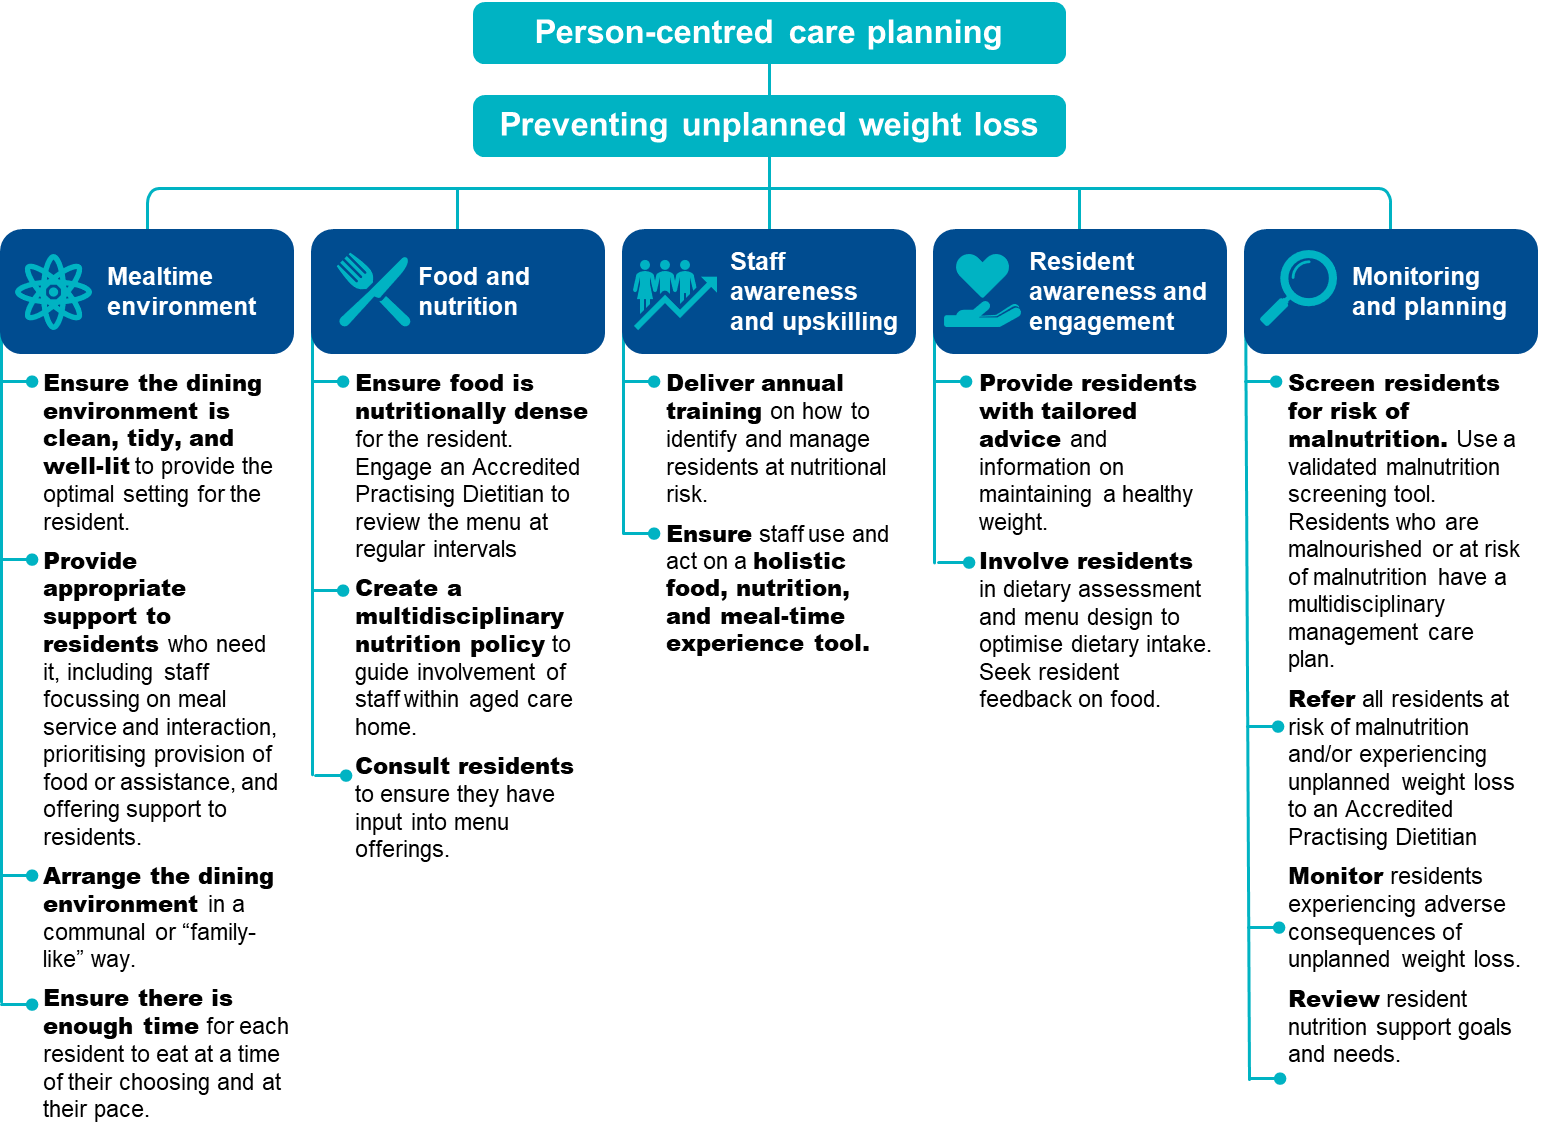 Person-centred care planning
Preventing unplanned weight loss
Mealtime
environment
Ensure the dining
environment is
clean, tidy, and
well-lit to provide the
optimal setting for the
resident.
Provide
appropriate
support to
residents who need
it, including staff
focussing on meal
service and interaction,
prioritising provision of
food or assistance, and
offering support to
residents.
Arrange the dining
environment in a
communal or “family-
like” way.
Ensure there is
enough time for each
resident to eat at a time
of their choosing and at
their pace.
Food and
nutrition
Ensure food is
nutritionally dense
for the resident.
Engage an Accredited
Practising Dietitian to
review the menu at
regular intervals
Create a
multidisciplinary
nutrition policy to
guide involvement of
staff within aged care
home.
Consult residents
to ensure they have
input into menu
offerings.
Staff
awareness
and upskilling
Deliver annual
training on how to
identify and manage
residents at nutritional
risk.
Ensure staff use and
act on a holistic
food, nutrition,
and meal-time
experience tool.
Resident
awareness and
engagement
Provide residents
with tailored
advice and
information on
maintaining a healthy
weight.
Involve residents
in dietary assessment
and menu design to
optimise dietary intake.
Seek resident
feedback on food.
Monitoring
and planning
Screen residents
for risk of
malnutrition. Use a
validated malnutrition
screening tool.
Residents who are
malnourished or at risk
of malnutrition have a
multidisciplinary
management care
plan.
Refer all residents at
risk of malnutrition
and/or experiencing
unplanned weight loss
to an Accredited
Practising Dietitian
Monitor residents
experiencing adverse
consequences of
unplanned weight loss.
Review resident
nutrition support goals
and needs.